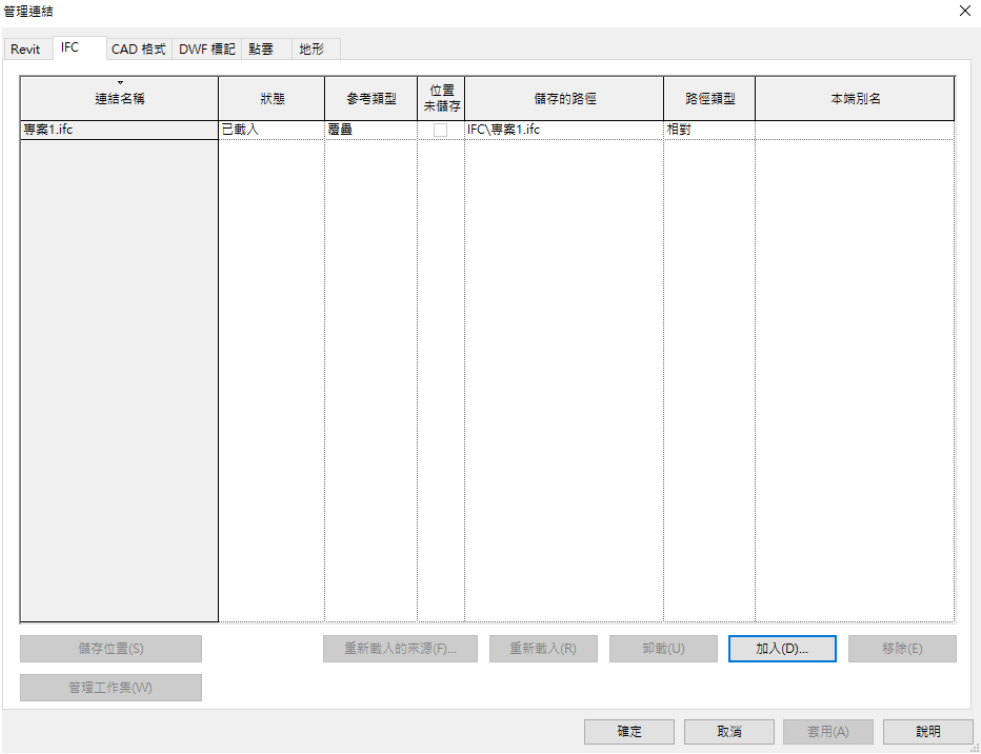 管理連結
Revit IFC CAD 格式 DWF 標記 點雲 地形
連結名稱 狀態 參考類型 位置未儲存 儲存的路徑 路徑類型 本端別名
專案1.ifc 已載入 覆疊 IFC\專案1.ifc 相對
儲存位置(S) 重新載入的來源(F)... 重新載入(R) 卸載(U) 加入(D)... 移除(E)
管理工作集(W)
確定 取消 套用(A) 說明